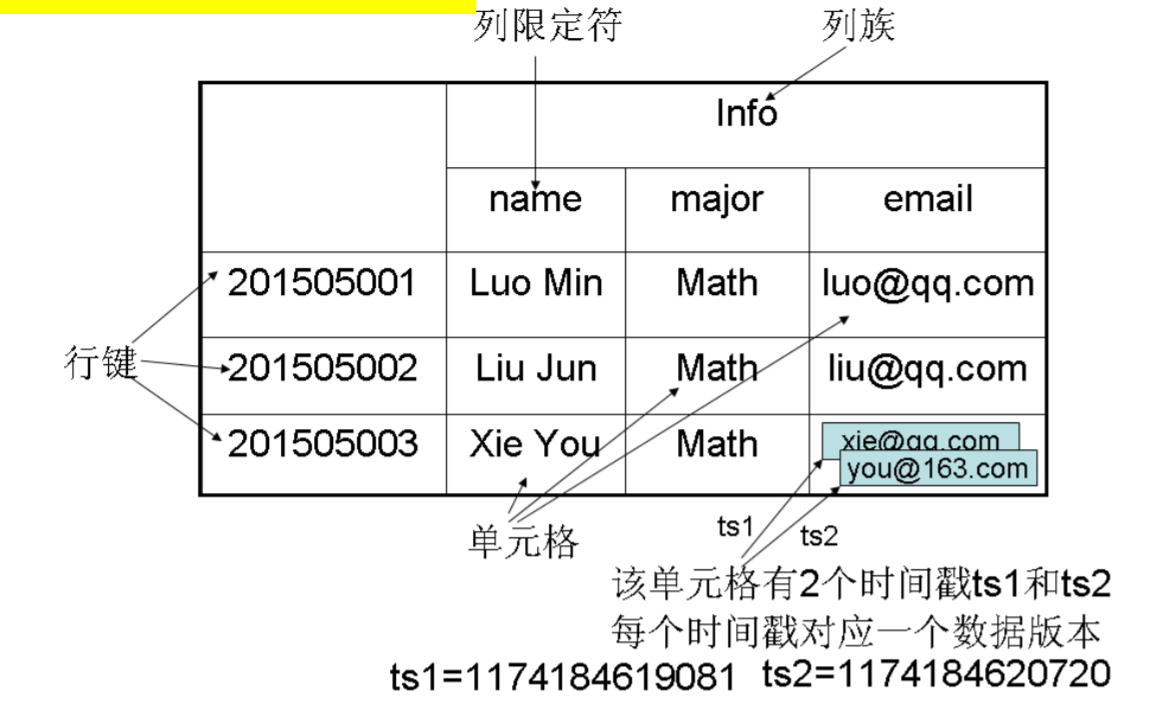 列限定符 列族
Info
name major email
201505001 Luo Min Math luo@qq.com
行键
201505002 Liu Jun Math liu@qq.com
201505003 Xie You Math xie@qq.com
you@163.com
单元格 ts1 ts2
该单元格有2个时间戳ts1和ts2
每个时间戳对应一个数据版本
ts1=1174184619081 ts2=1174184620720